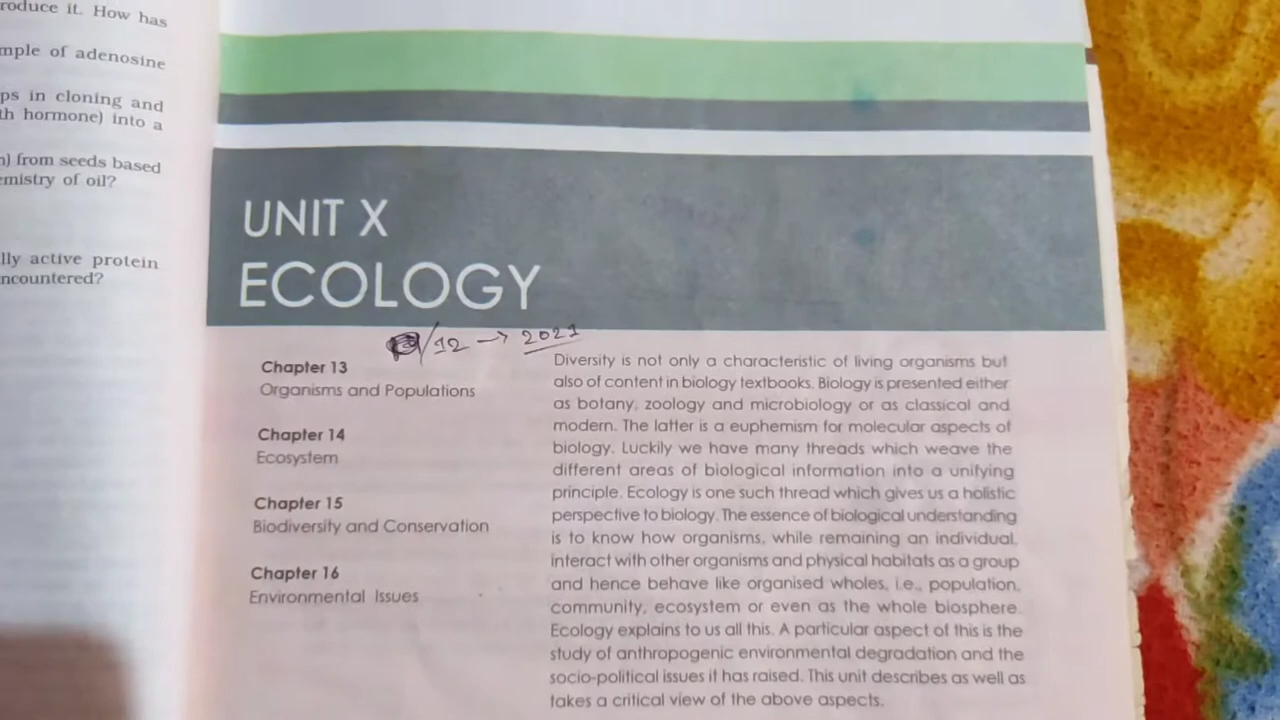 roduce it. How has
mple of adenosine
ps in cloning and
th hormone) into a
n) from seeds based
emistry of oil?
lly active protein
ncountered?
UNIT X
ECOLOGY
/12 → 2021
Chapter 13
Organisms and Populations
Chapter 14
Ecosystem
Chapter 15
Biodiversity and Conservation
Chapter 16
Environmental Issues
Diversity is not only a characteristic of living organisms but
also of content in biology textbooks. Biology is presented either
as botany, zoology and microbiology or as classical and
modern. The latter is a euphemism for molecular aspects of
biology. Luckily we have many threads which weave the
different areas of biological information into a unifying
principle. Ecology is one such thread which gives us a holistic
perspective to biology. The essence of biological understanding
is to know how organisms, while remaining an individual,
interact with other organisms and physical habitats as a group
and hence behave like organised wholes, i.e., population,
community, ecosystem or even as the whole biosphere.
Ecology explains to us all this. A particular aspect of this is the
study of anthropogenic environmental degradation and the
socio-political issues it has raised. This unit describes as well as
takes a critical view of the above aspects.